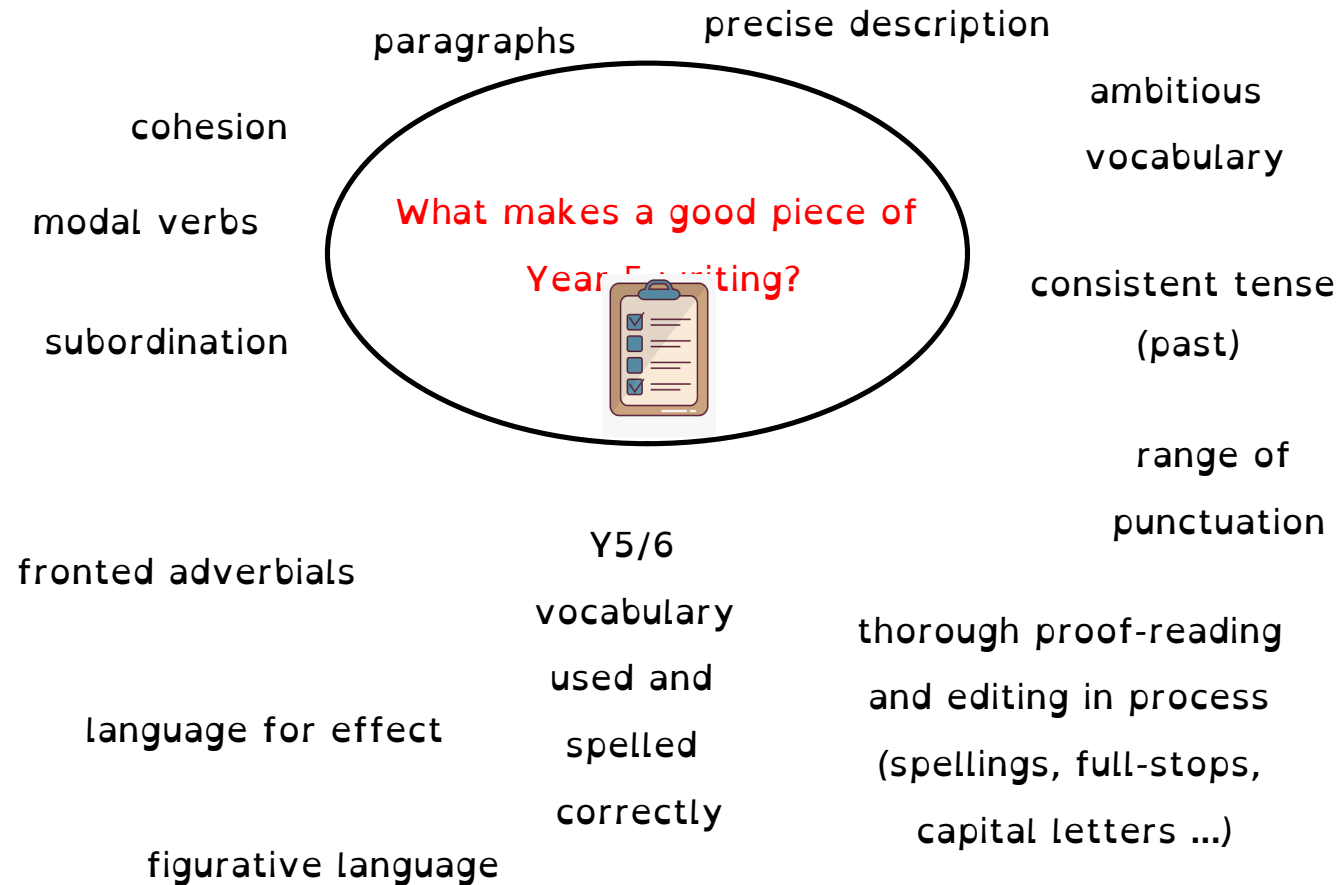 paragraphs
precise description
ambitious
vocabulary
cohesion
modal verbs
What makes a good piece of
Year 5 writing?
consistent tense
(past)
subordination
range of
punctuation
fronted adverbials
Y5/6
vocabulary
used and
spelled
correctly
thorough proof-reading
and editing in process
(spellings, full-stops,
capital letters ...)
language for effect
figurative language